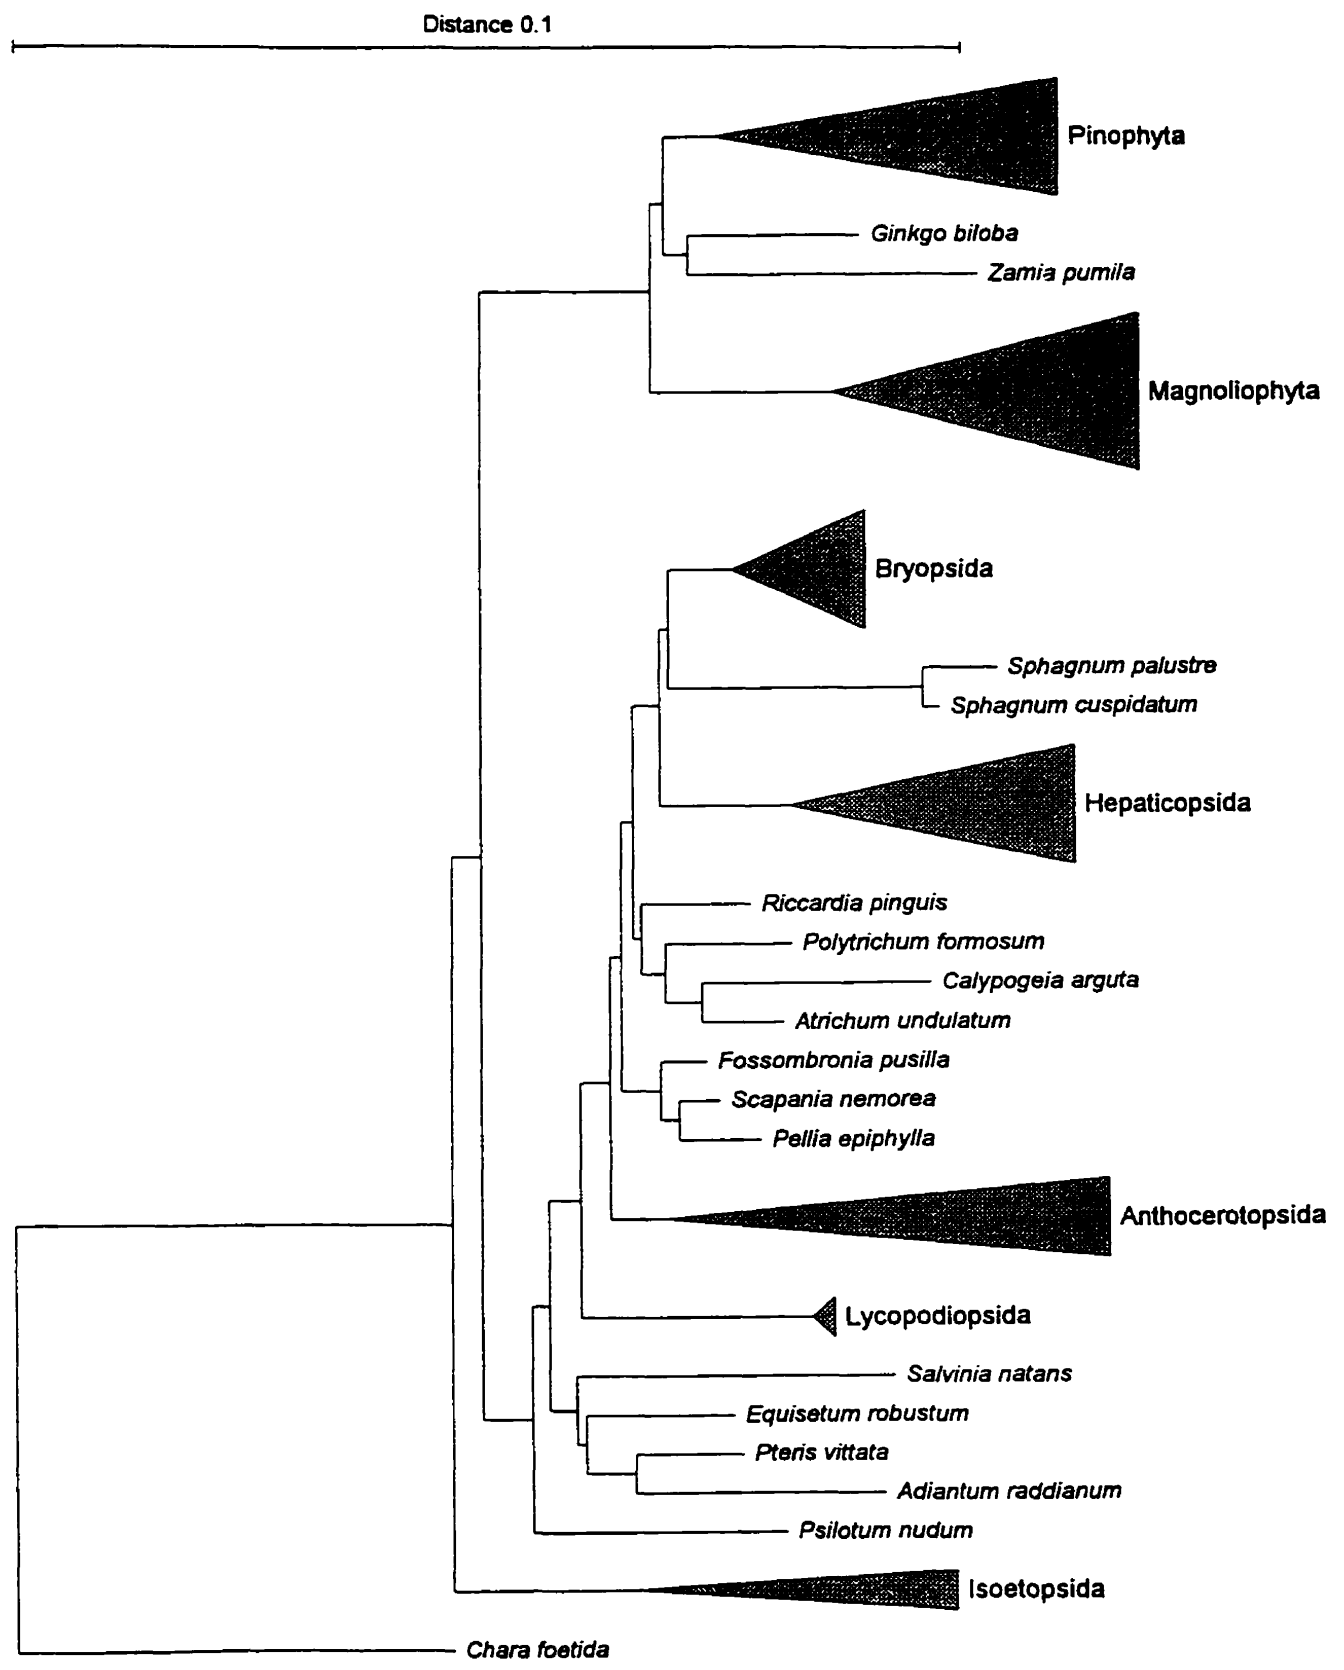 Distance 0.1
Pinophyta
Ginkgo biloba
Zamia pumila
Magnoliophyta
Bryopsida
Sphagnum palustre
Sphagnum cuspidatum
Hepaticopsida
Riccardia pinguis
Polytrichum formosum
Calypogeia arguta
Atrichum undulatum
Fossombronia pusilla
Scapania nemorea
Pellia epiphylla
Anthocerotopsida
Lycopodiopsida
Salvinia natans
Equisetum robustum
Pteris vittata
Adiantum raddianum
Psilotum nudum
Isoetopsida
Chara foetida